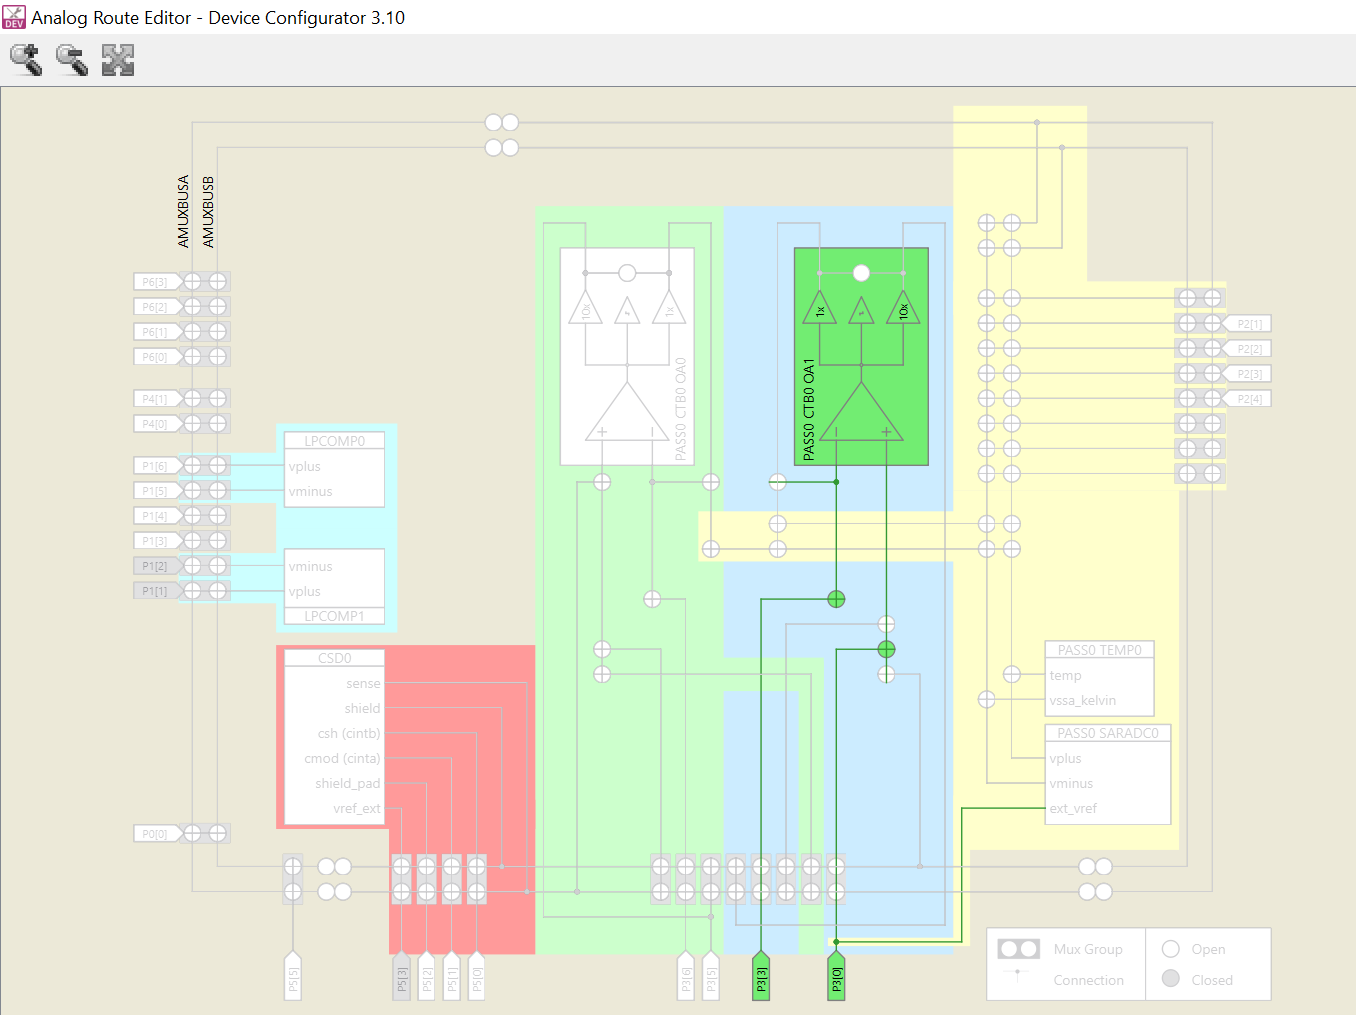 DEV Analog Route Editor - Device Configurator 3.10
AMUXBUSA
AMUXBUSB
P6[3]
P6[2]
P6[1]
P6[0]
P4[1]
P4[0]
P1[6]
P1[5]
P1[4]
P1[3]
P1[2]
P1[1]
P0[0]
LPCOMP0
vplus
vminus
vminus
vplus
LPCOMP1
CSD0
sense
shield
csh (cintb)
cmod (cinta)
shield_pad
vref_ext
10x
1x
+
PASS0 CTB0 OA0
1x
10x
+
PASS0 CTB0 OA1
P2[1]
P2[2]
P2[3]
P2[4]
PASS0 TEMP0
temp
vssa_kelvin
PASS0 SARADC0
vplus
vminus
ext_vref
P5[5]
P5[3]
P5[2]
P5[1]
P5[0]
P3[6]
P3[5]
P3[3]
P3[0]
Mux Group
Open
Connection
Closed